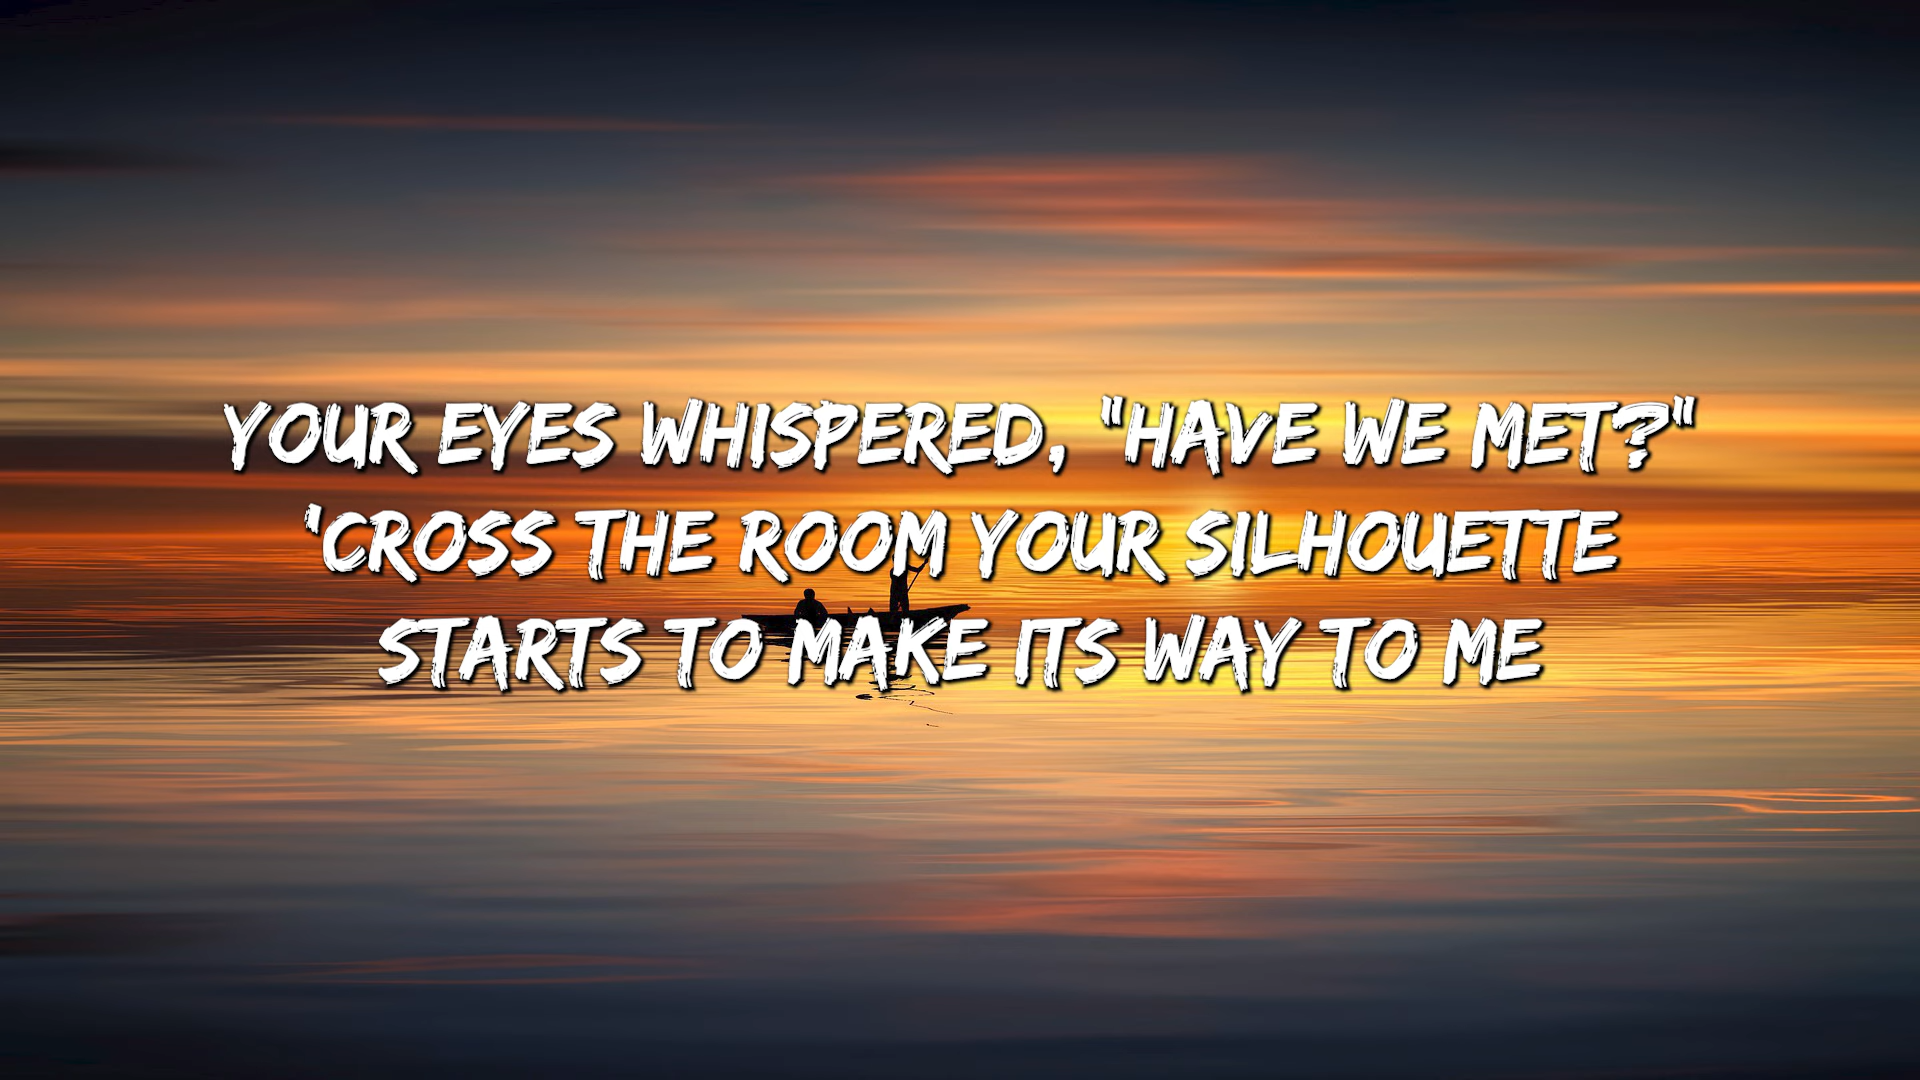 YOUR EYES WHISPERED, "HAVE WE MET?"
'CROSS THE ROOM YOUR SILHOUETTE
STARTS TO MAKE ITS WAY TO ME